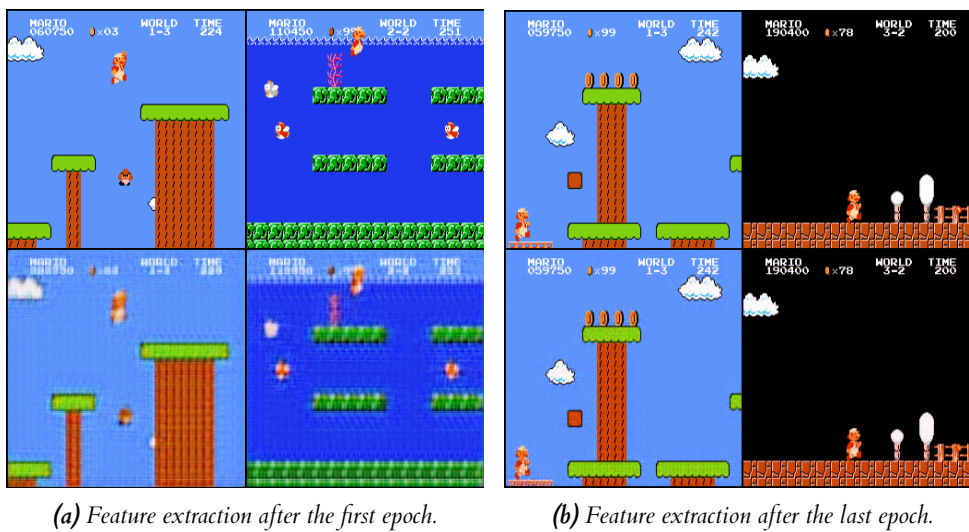 MARIO WORLD TIME
060750 ×03 1-3 224
MARIO WORLD TIME
110450 ×99 2-2 251
MARIO WORLD TIME
059750 ×99 1-3 242
MARIO WORLD TIME
190400 ×78 3-2 200
MARIO WORLD TIME
MARIO WORLD TIME
MARIO WORLD TIME
059750 ×99 1-3 242
MARIO WORLD TIME
190400 ×78 3-2 200
(a) Feature extraction after the first epoch.
(b) Feature extraction after the last epoch.